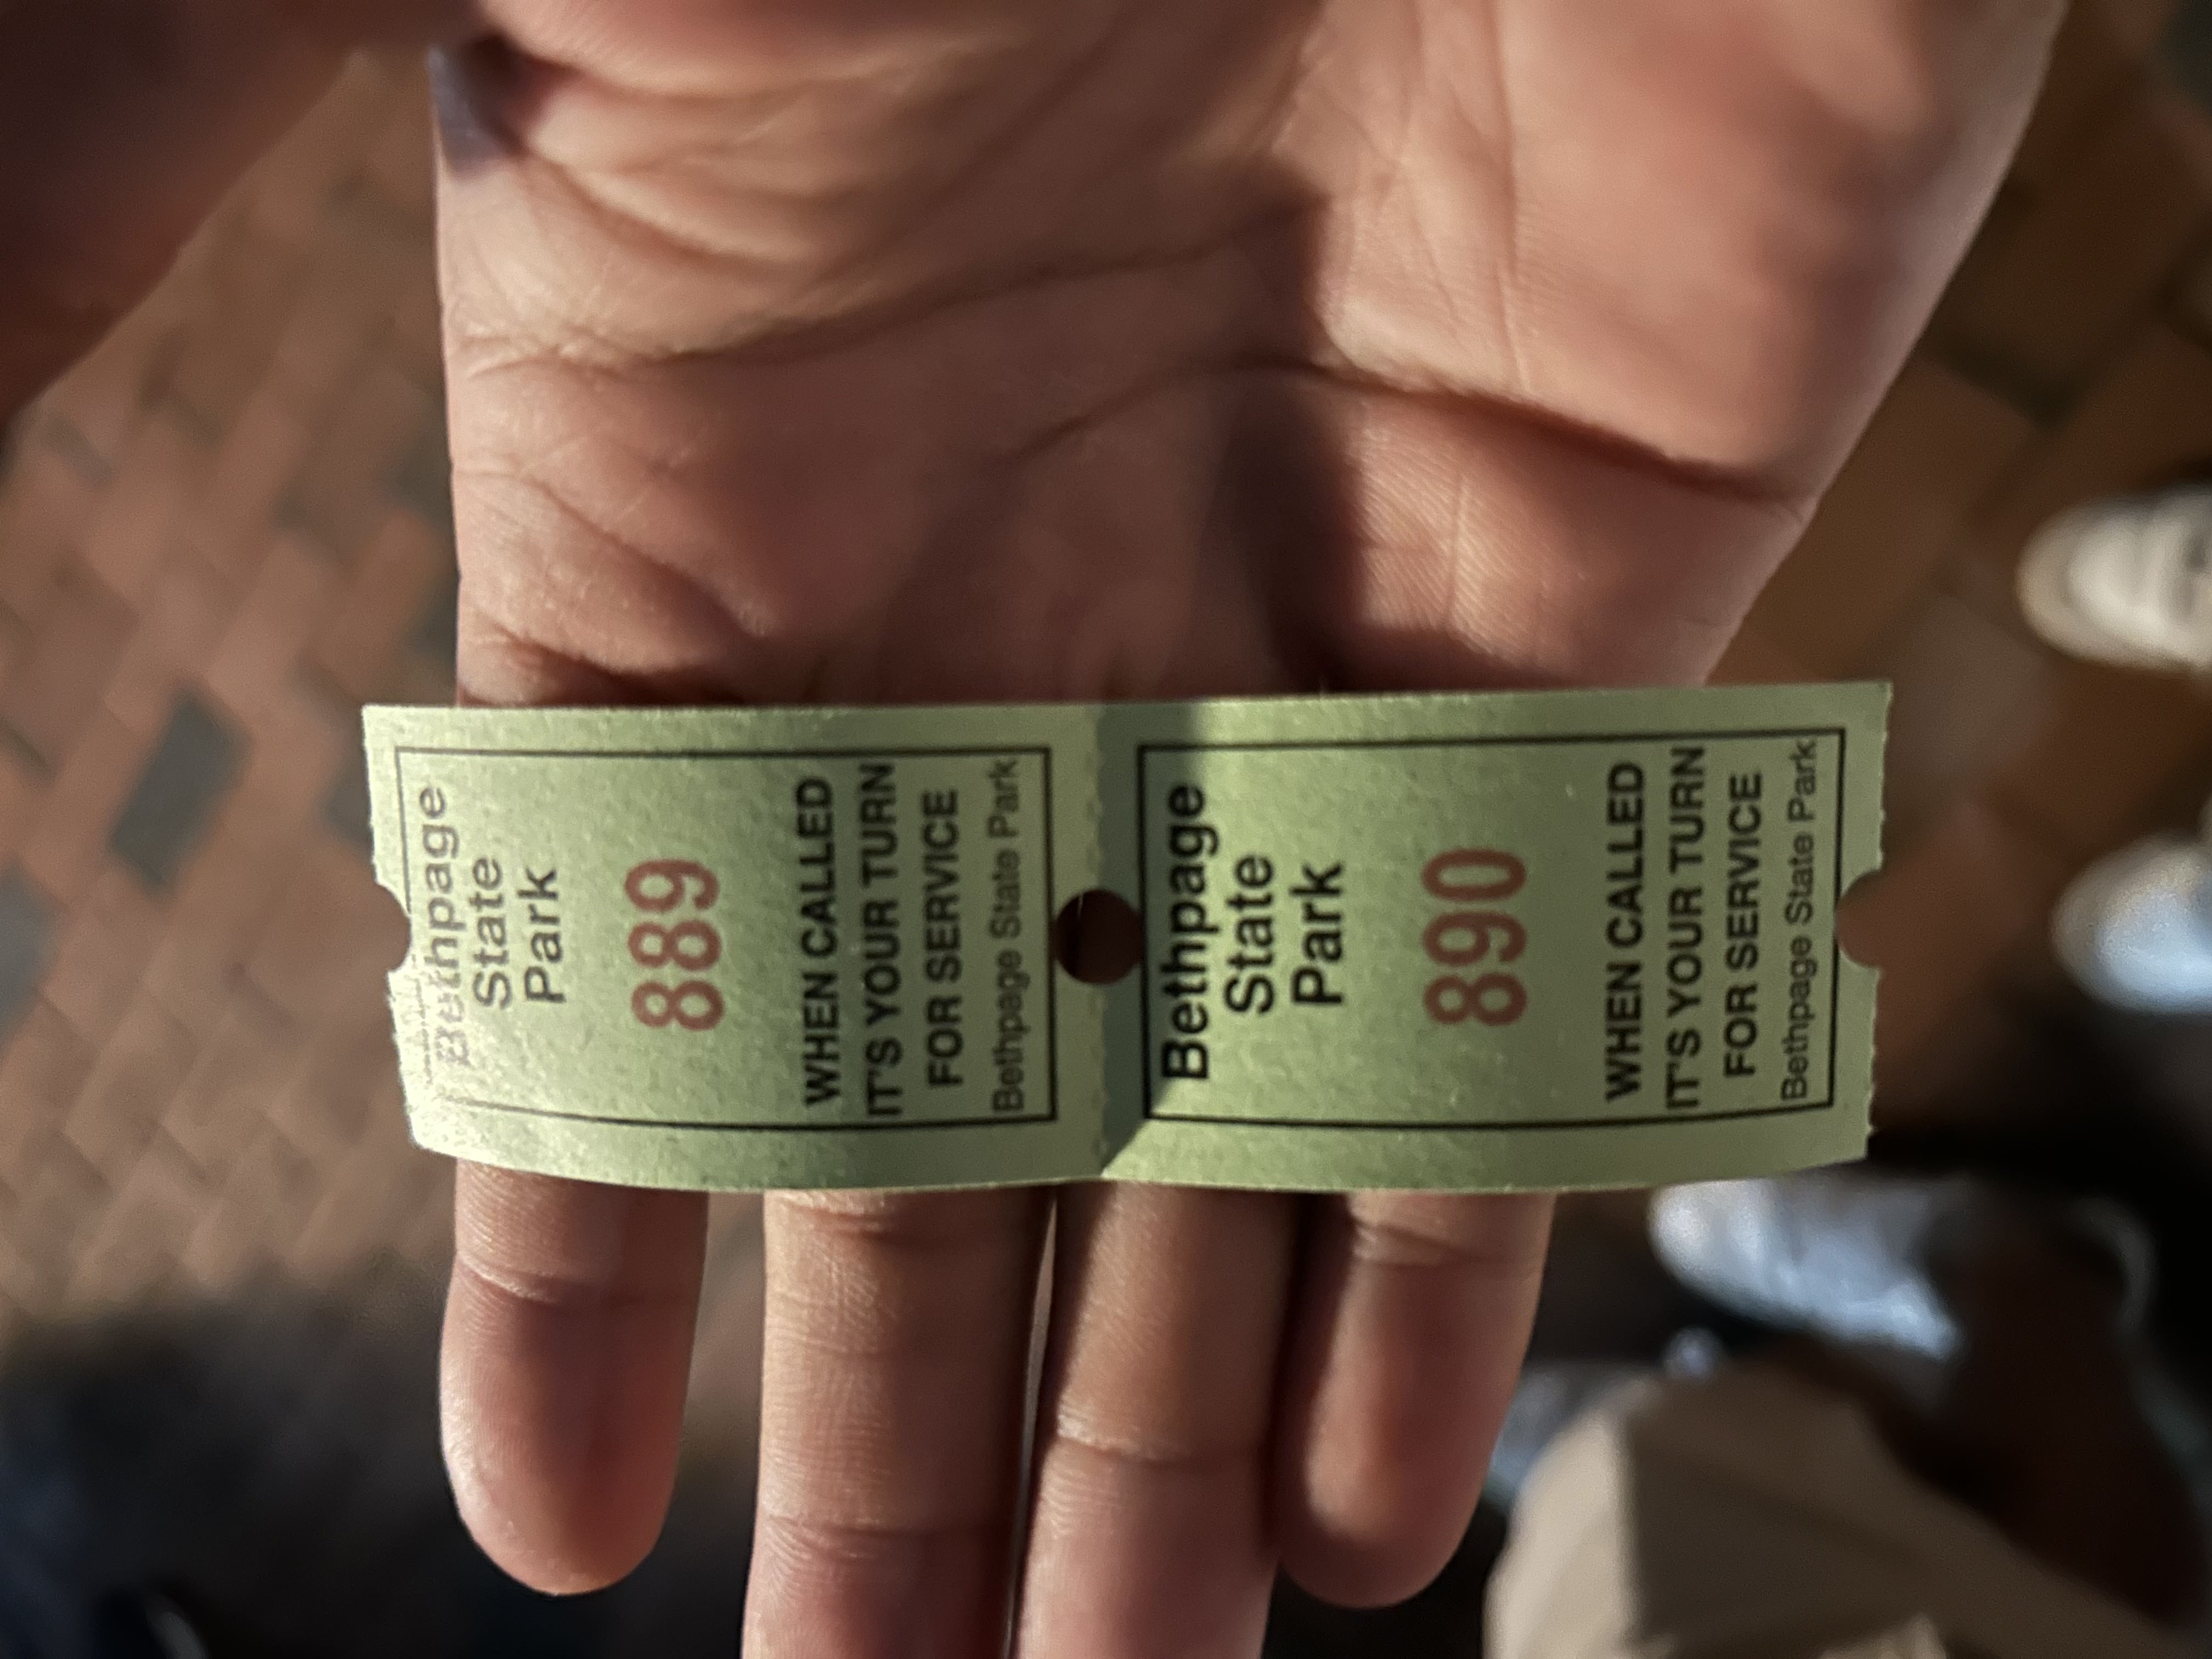 Bethpage
State
Park
889
WHEN CALLED
IT'S YOUR TURN
FOR SERVICE
Bethpage State Park
Bethpage
State
Park
890
WHEN CALLED
IT'S YOUR TURN
FOR SERVICE
Bethpage State Park